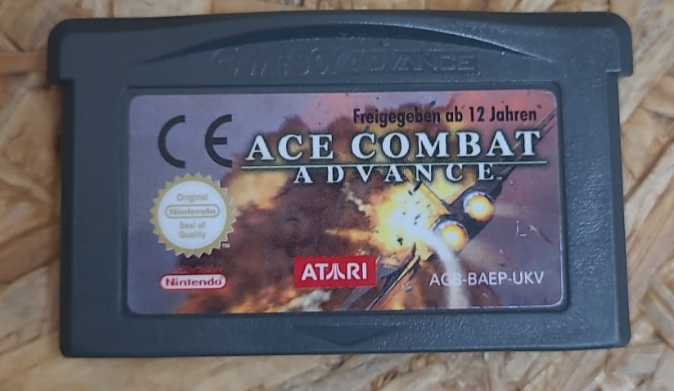 GAME BOY ADVANCE
Freigegeben ab 12 Jahren
CE
ACE COMBAT
ADVANCE
Original
Nintendo
Seal of
Quality
TM
Nintendo
ATARI
AGB-BAEP-UKV